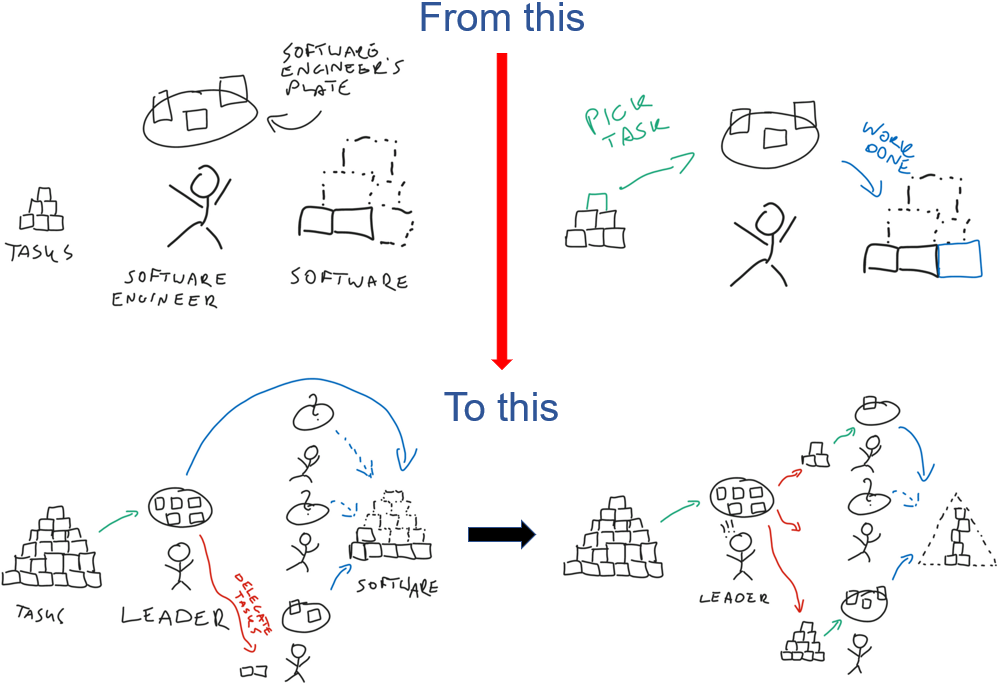 From this
SOFTWARE
ENGINEER'S
PLATE
PICK
TASK
WORK
DONE
TASKS
SOFTWARE
ENGINEER
SOFTWARE
To this
?
?
?
?
TASKS
LEADER
DELEGATE
TASKS
SOFTWARE
!!!
LEADER